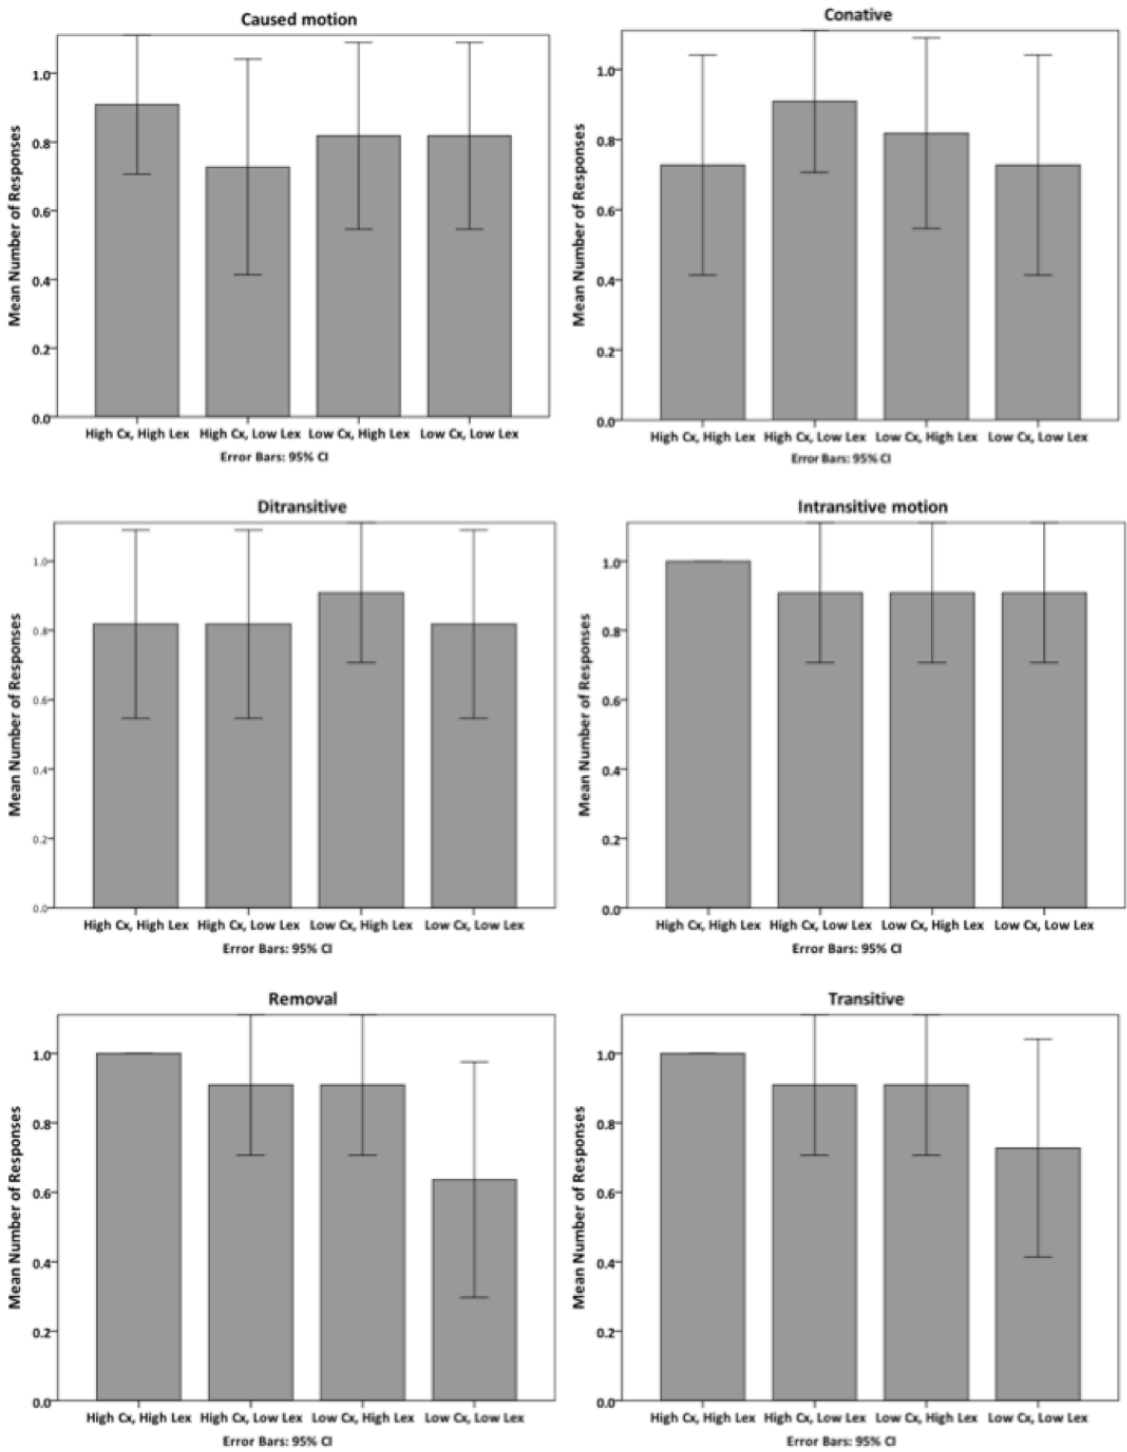 Caused motion
Mean Number of Responses
1.0
0.8
0.6
0.4
0.2
0.0
High Cx, High Lex High Cx, Low Lex Low Cx, High Lex Low Cx, Low Lex
Error Bars: 95% CI
Conative
Mean Number of Responses
1.0
0.8
0.6
0.4
0.2
0.0
High Cx, High Lex High Cx, Low Lex Low Cx, High Lex Low Cx, Low Lex
Error Bars: 95% CI
Ditransitive
Mean Number of Responses
1.0
0.8
0.6
0.4
0.2
0.0
High Cx, High Lex High Cx, Low Lex Low Cx, High Lex Low Cx, Low Lex
Error Bars: 95% CI
Intransitive motion
Mean Number of Responses
1.0
0.8
0.6
0.4
0.2
0.0
High Cx, High Lex High Cx, Low Lex Low Cx, High Lex Low Cx, Low Lex
Error Bars: 95% CI
Removal
Mean Number of Responses
1.0
0.8
0.6
0.4
0.2
0.0
High Cx, High Lex High Cx, Low Lex Low Cx, High Lex Low Cx, Low Lex
Error Bars: 95% CI
Transitive
Mean Number of Responses
1.0
0.8
0.6
0.4
0.2
0.0
High Cx, High Lex High Cx, Low Lex Low Cx, High Lex Low Cx, Low Lex
Error Bars: 95% CI